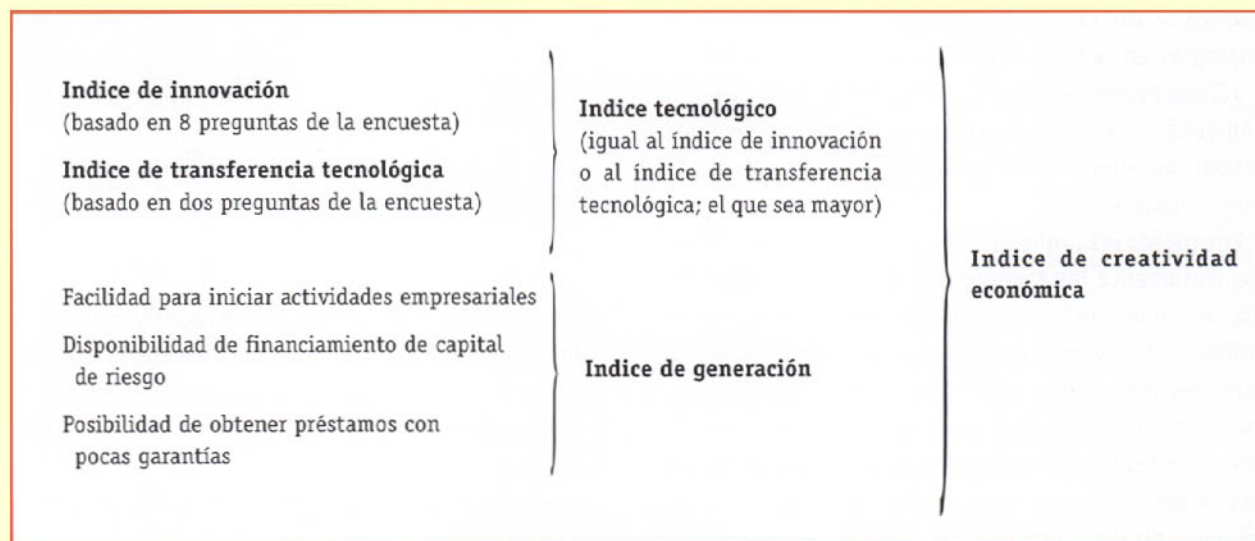 Indice de innovación
(basado en 8 preguntas de la encuesta)
Indice de transferencia tecnológica
(basado en dos preguntas de la encuesta)
Indice tecnológico
(igual al índice de innovación
o al índice de transferencia
tecnológica; el que sea mayor)
Facilidad para iniciar actividades empresariales
Disponibilidad de financiamiento de capital
de riesgo
Posibilidad de obtener préstamos con
pocas garantías
Indice de generación
Indice de creatividad
económica